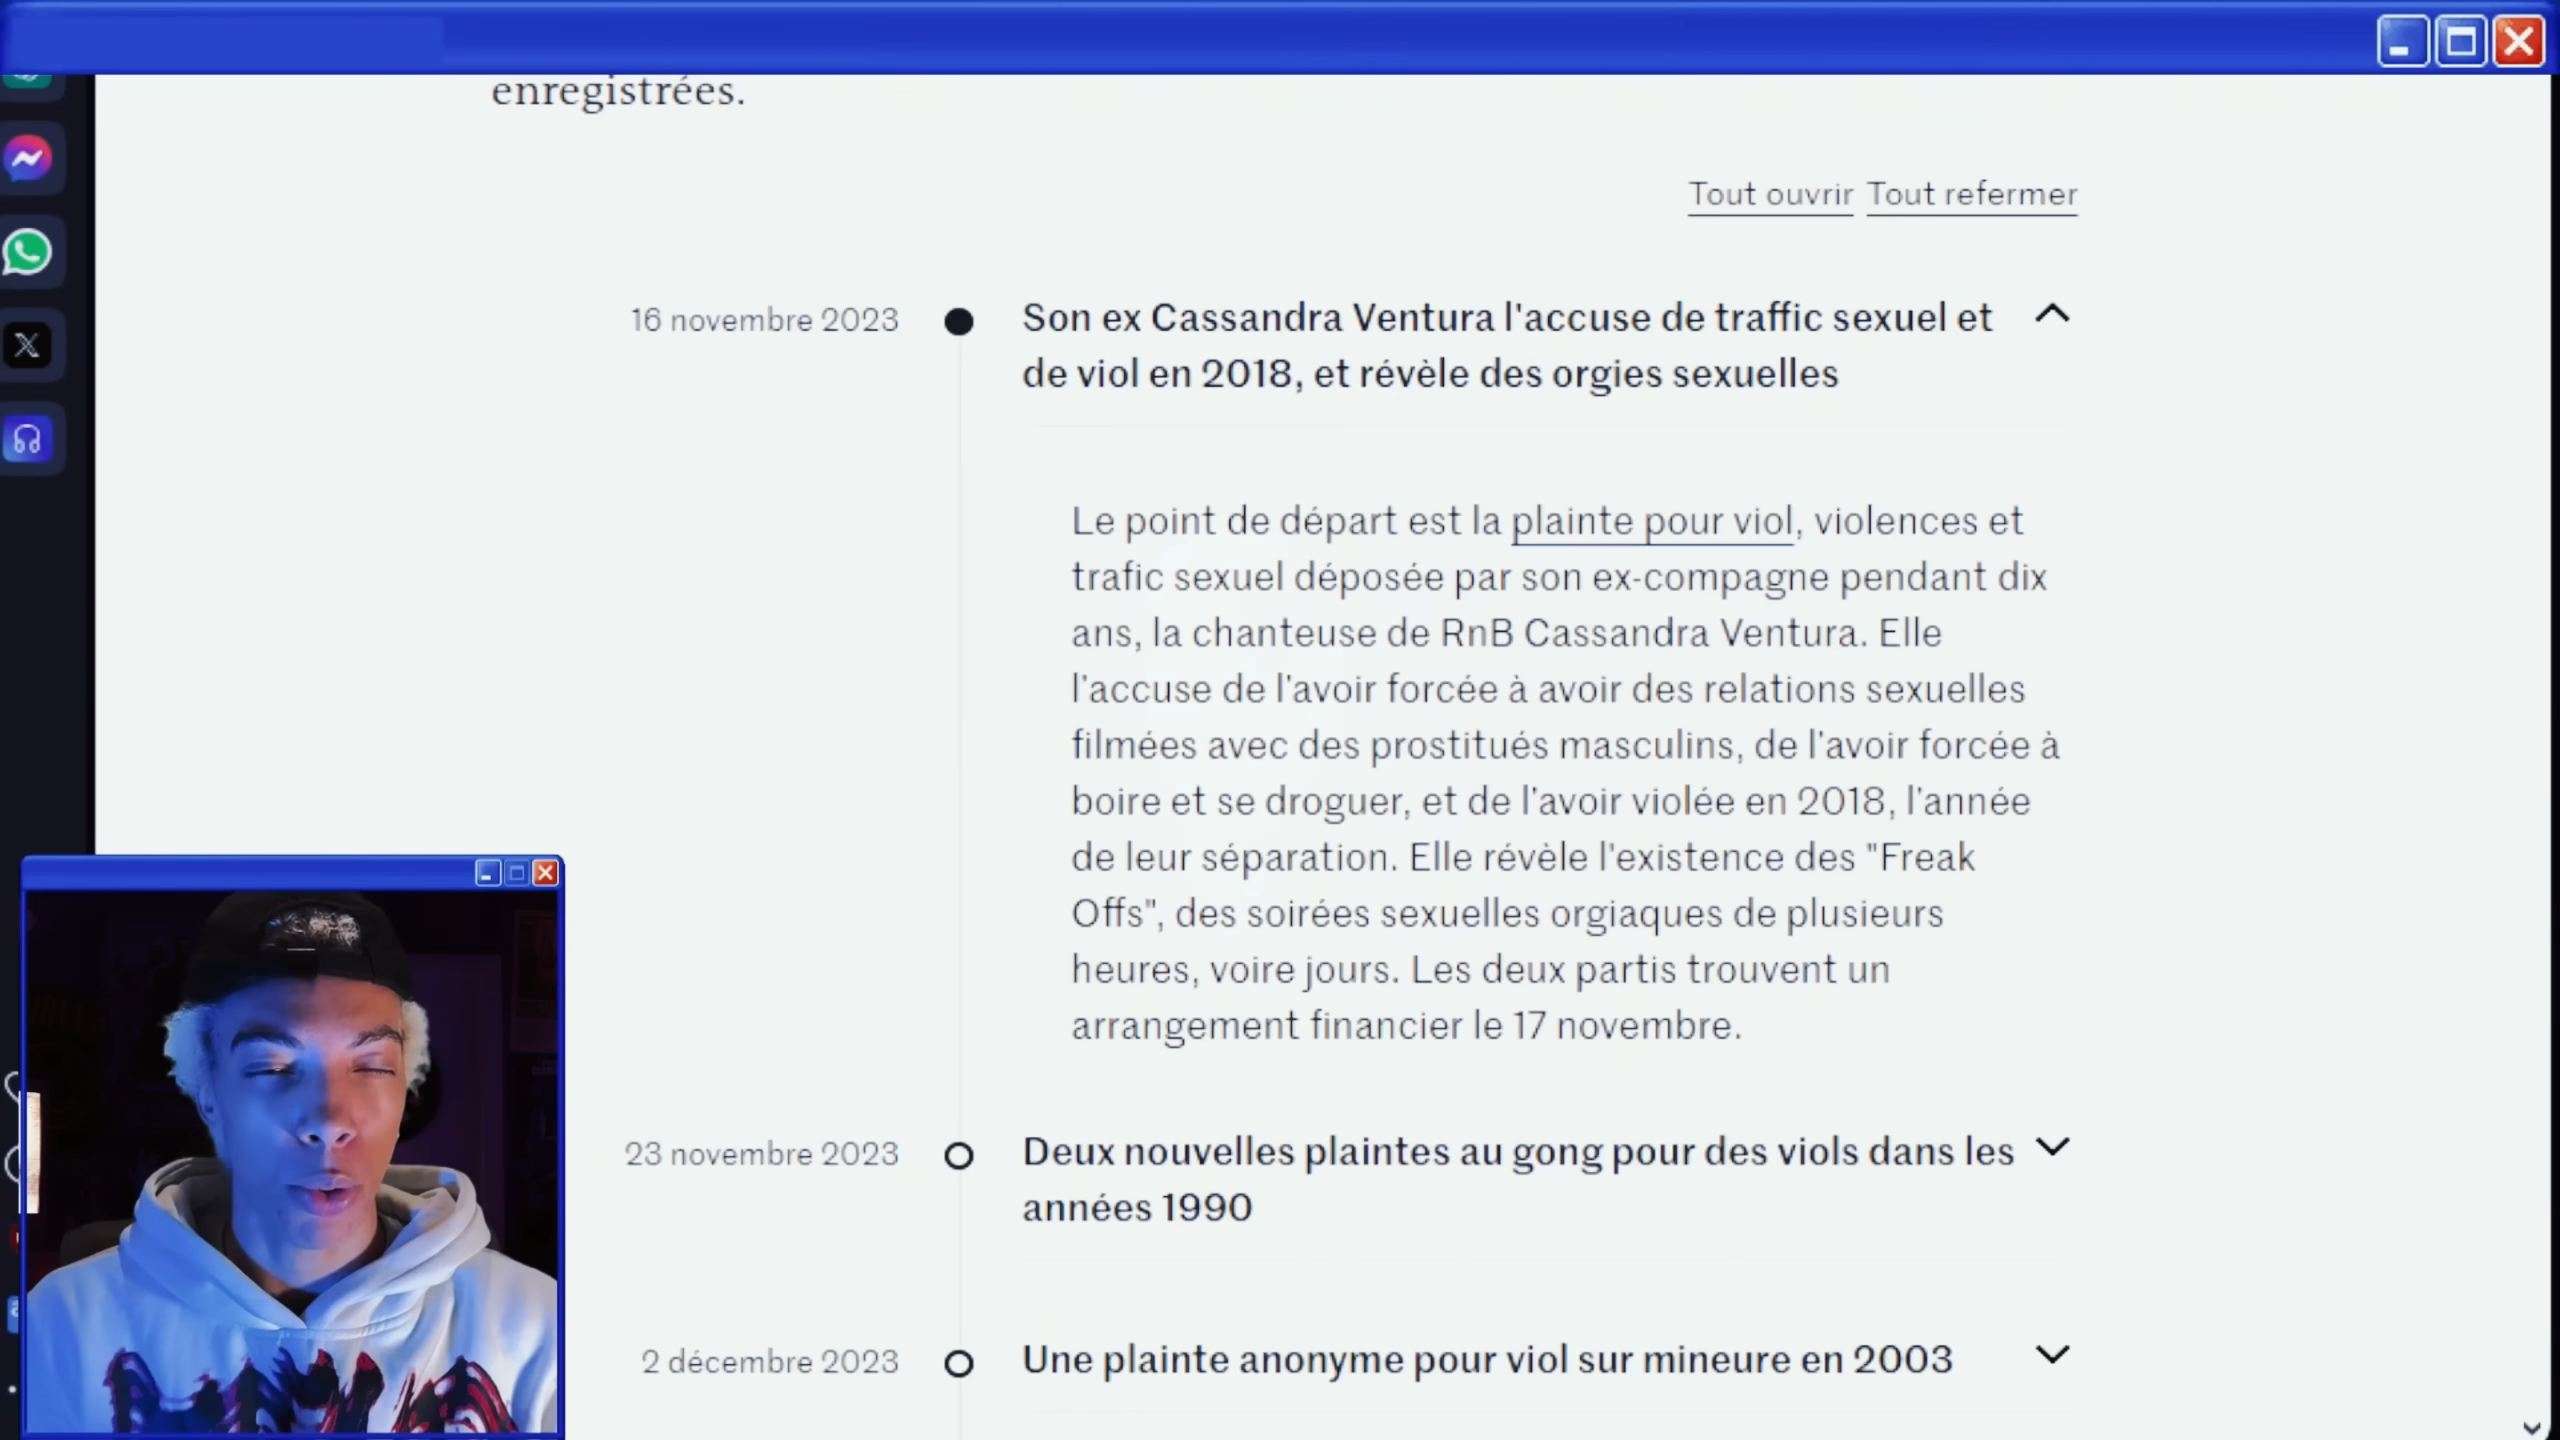 enregistrées.
Tout ouvrir Tout refermer
16 novembre 2023
Son ex Cassandra Ventura l'accuse de traffic sexuel et
de viol en 2018, et révèle des orgies sexuelles
Le point de départ est la plainte pour viol, violences et
trafic sexuel déposée par son ex-compagne pendant dix
ans, la chanteuse de RnB Cassandra Ventura. Elle
l'accuse de l'avoir forcée à avoir des relations sexuelles
filmées avec des prostitués masculins, de l'avoir forcée à
boire et se droguer, et de l'avoir violée en 2018, l'année
de leur séparation. Elle révèle l'existence des "Freak
Offs", des soirées sexuelles orgiaques de plusieurs
heures, voire jours. Les deux partis trouvent un
arrangement financier le 17 novembre.
23 novembre 2023
Deux nouvelles plaintes au gong pour des viols dans les
années 1990
2 décembre 2023
Une plainte anonyme pour viol sur mineure en 2003